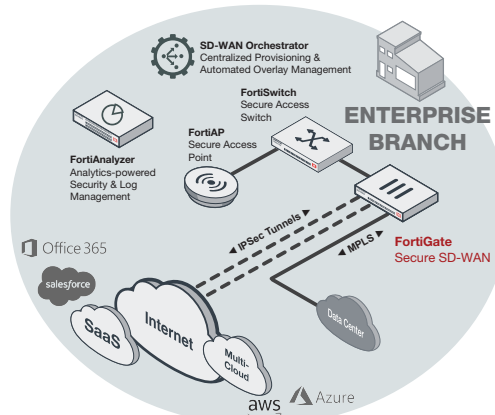 SD-WAN Orchestrator
Centralized Provisioning
& Automated Overlay Management
ENTERPRISE
BRANCH
FortiSwitch
Secure Access
Switch
FortiAP
Secure Access
Point
FortiAnalyzer
Analytics-powered
Security & Log
Management
FortiGate
Secure SD-WAN
IPSec Tunnels
MPLS
Office 365
salesforce
SaaS
Internet
Multi-
Cloud
Data Center
aws
Azure